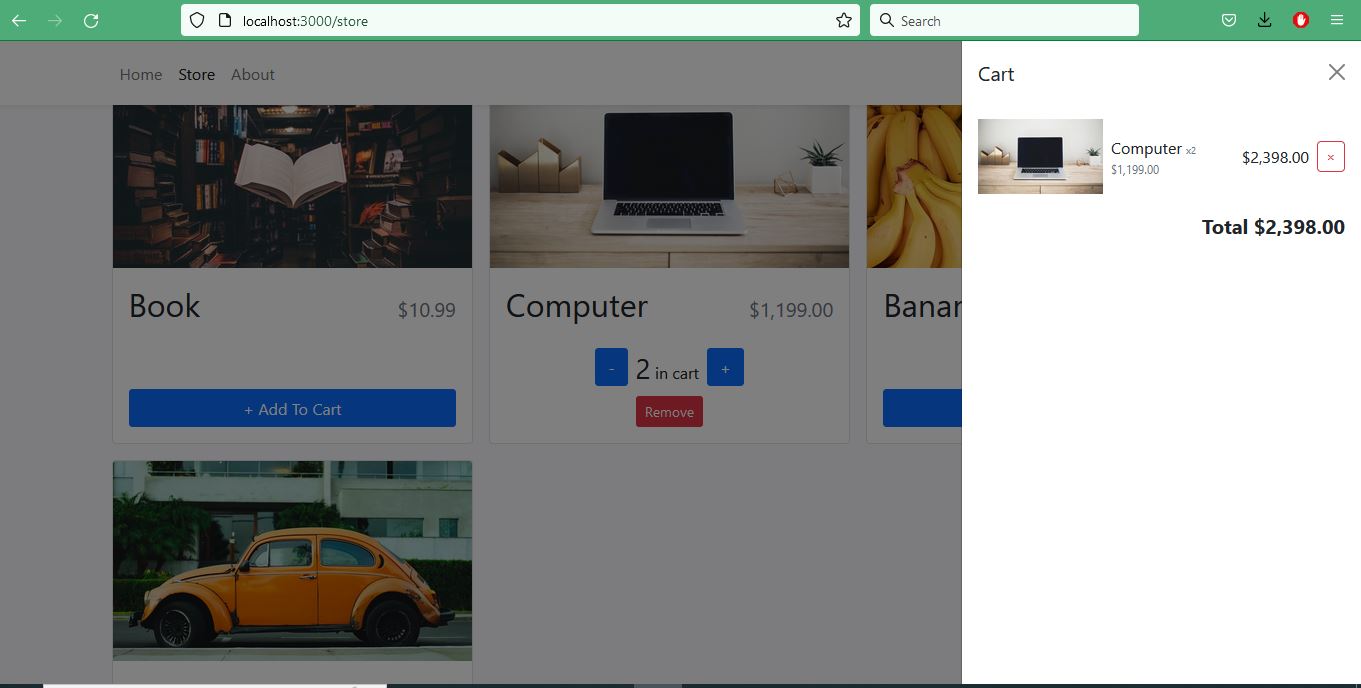 localhost:3000/store
Search
Home Store About
Cart
Computer x2
$1,199.00
$2,398.00
×
Total $2,398.00
Book $10.99
+ Add To Cart
Computer $1,199.00
- 2 in cart +
Remove
Banan